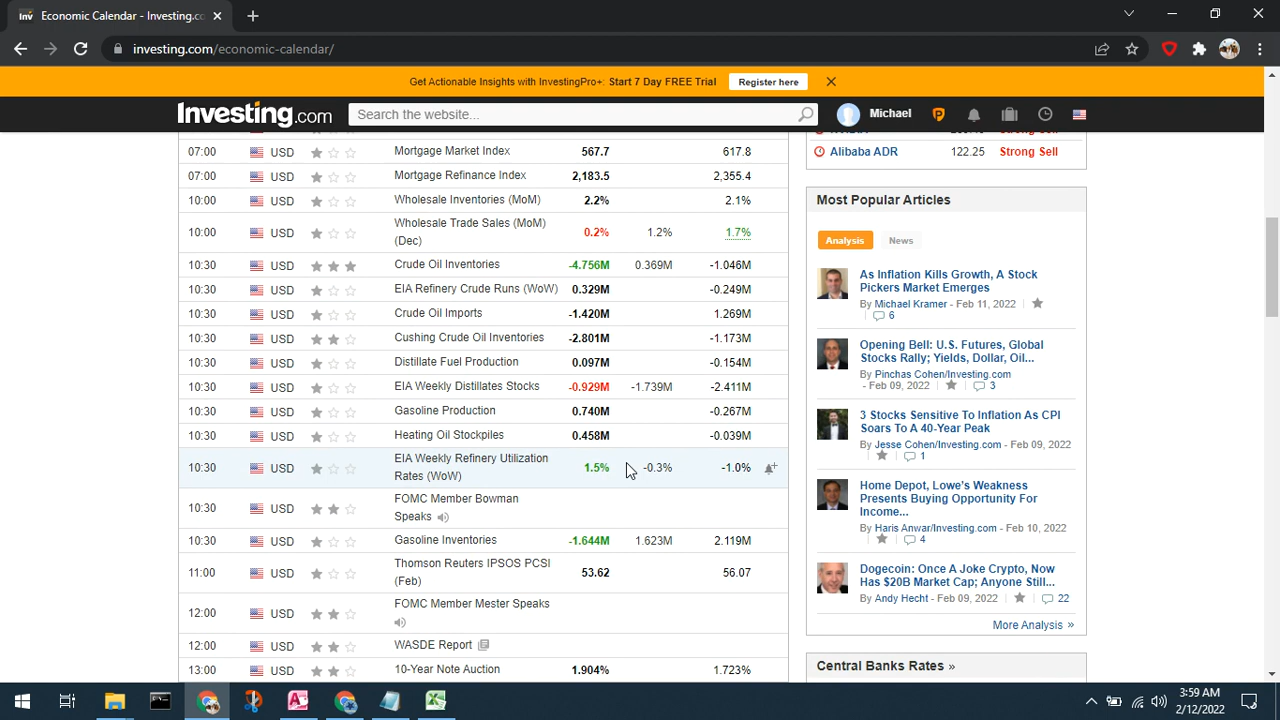 Economic Calendar - Investing.co
investing.com/economic-calendar/
Get Actionable Insights with InvestingPro+: Start 7 Day FREE Trial Register here
Investing.com Search the website... Michael
07:00 USD Mortgage Market Index 567.7 617.8
07:00 USD Mortgage Refinance Index 2,183.5 2,355.4
10:00 USD Wholesale Inventories (MoM) 2.2% 2.1%
10:00 USD Wholesale Trade Sales (MoM) (Dec) 0.2% 1.2% 1.7%
10:30 USD Crude Oil Inventories -4.756M 0.369M -1.046M
10:30 USD EIA Refinery Crude Runs (WoW) 0.329M -0.249M
10:30 USD Crude Oil Imports -1.420M 1.269M
10:30 USD Cushing Crude Oil Inventories -2.801M -1.173M
10:30 USD Distillate Fuel Production 0.097M -0.154M
10:30 USD EIA Weekly Distillates Stocks -0.929M -1.739M -2.411M
10:30 USD Gasoline Production 0.740M -0.267M
10:30 USD Heating Oil Stockpiles 0.458M -0.039M
10:30 USD EIA Weekly Refinery Utilization Rates (WoW) 1.5% -0.3% -1.0%
10:30 USD FOMC Member Bowman Speaks
10:30 USD Gasoline Inventories -1.644M 1.623M 2.119M
11:00 USD Thomson Reuters IPSOS PCSI (Feb) 53.62 56.07
12:00 USD FOMC Member Mester Speaks
12:00 USD WASDE Report
13:00 USD 10-Year Note Auction 1.904% 1.723%
Alibaba ADR 122.25 Strong Sell
Most Popular Articles
Analysis News
As Inflation Kills Growth, A Stock
Pickers Market Emerges
By Michael Kramer - Feb 11, 2022
6
Opening Bell: U.S. Futures, Global
Stocks Rally; Yields, Dollar, Oil...
By Pinchas Cohen/Investing.com
- Feb 09, 2022 3
3 Stocks Sensitive To Inflation As CPI
Soars To A 40-Year Peak
By Jesse Cohen/Investing.com - Feb 09, 2022
1
Home Depot, Lowe's Weakness
Presents Buying Opportunity For
Income...
By Haris Anwar/Investing.com - Feb 10, 2022
4
Dogecoin: Once A Joke Crypto, Now
Has $20B Market Cap; Anyone Still...
By Andy Hecht - Feb 09, 2022 22
More Analysis »
Central Banks Rates »
3:59 AM
2/12/2022